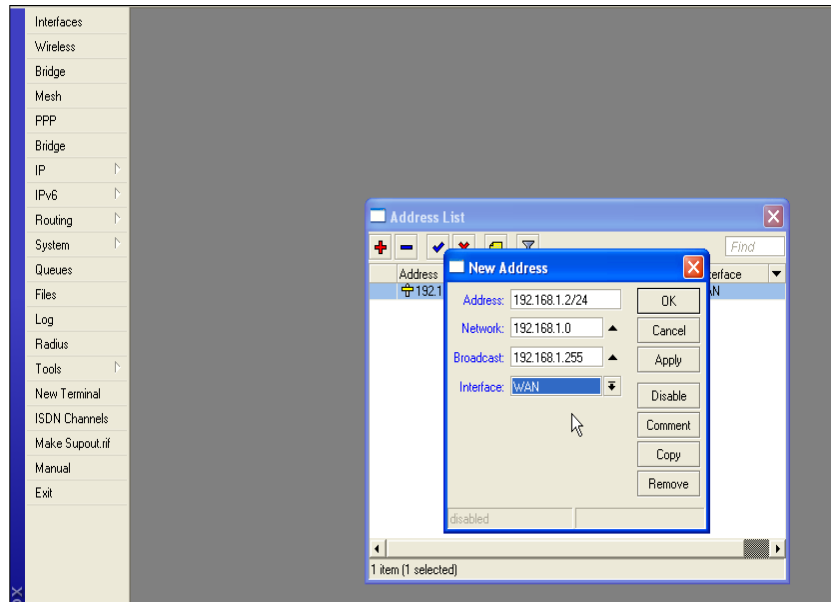 Interfaces
Wireless
Bridge
Mesh
PPP
Bridge
IP
IPv6
Routing
System
Queues
Files
Log
Radius
Tools
New Terminal
ISDN Channels
Make Supout.rif
Manual
Exit
Address List
Find
Address
192.1
New Address
Address: 192.168.1.2/24
Network: 192.168.1.0
Broadcast: 192.168.1.255
Interface: WAN
OK
Cancel
Apply
Disable
Comment
Copy
Remove
disabled
1 item (1 selected)